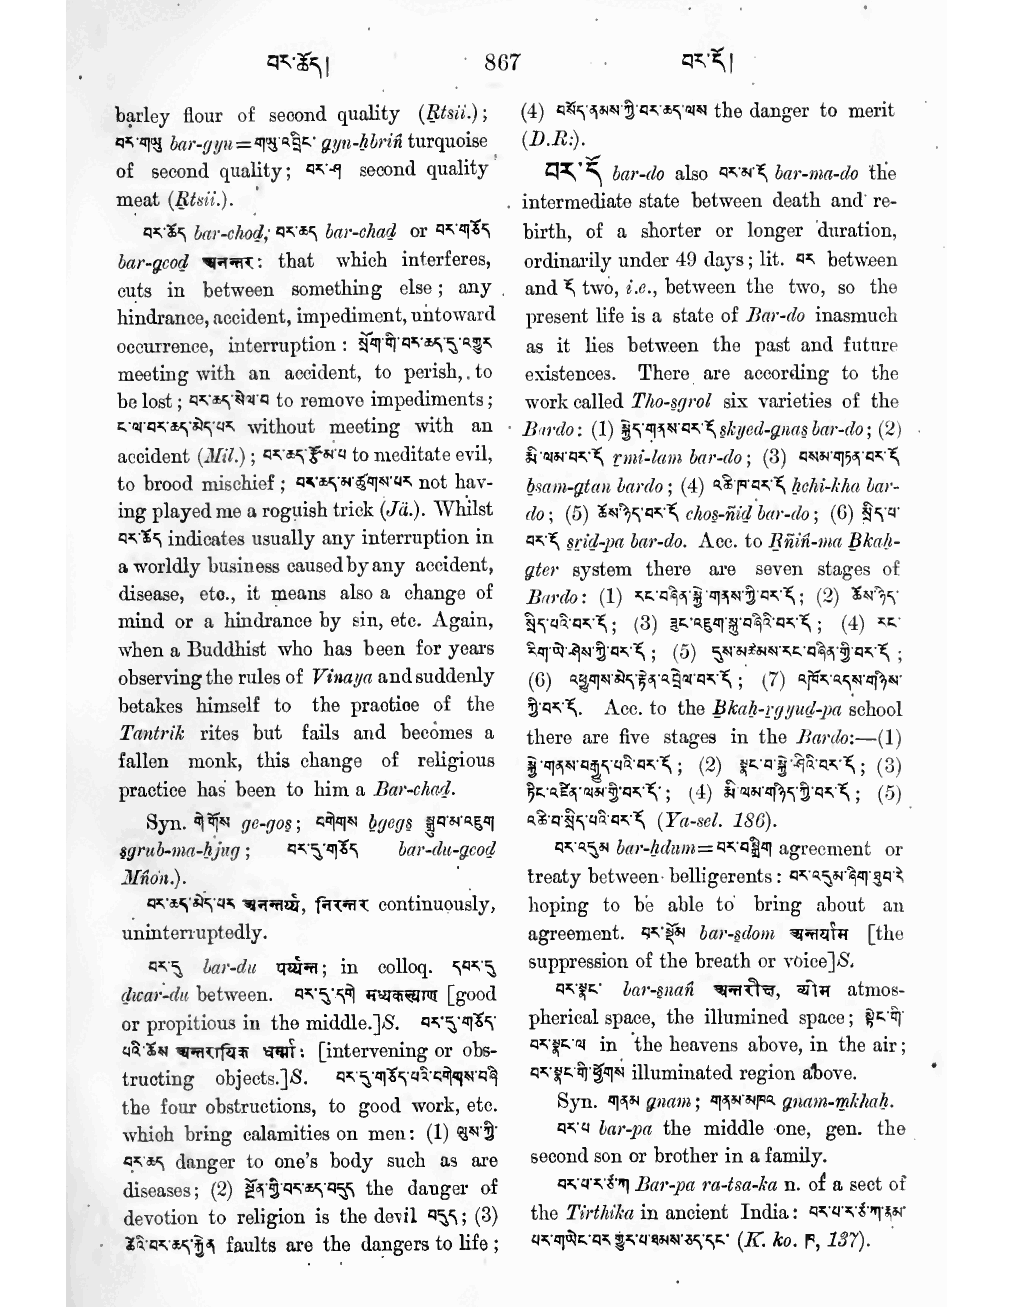 བར་ཆོད།
867
བར་དོ།
barley flour of second quality (Rtsii.);
བར་གཡུ bar-gyu=གཡུ་འབྲིང་ gyu-ḥbriṅ turquoise
of second quality; བར་ཤ second quality
meat (Rtsii.).
བར་ཆོད bar-chod; བར་ཆད bar-chad or བར་གཅོད
bar-gcod अनन्तर: that which interferes,
cuts in between something else; any
hindrance, accident, impediment, untoward
occurrence, interruption:
meeting with an accident, to perish, to
be lost; བར་ཆད་སེལ་བ to remove impediments;
ང་ལ་བར་ཆད་མེད་པར without meeting with an
accident (Mil.); བར་ཆད་རྩོམ་པ to meditate evil,
to brood mischief; བར་ཆད་མ་ཚུགས་པར not hav-
ing played me a roguish trick (Jä.). Whilst
བར་ཆོད indicates usually any interruption in
a worldly business caused by any accident,
disease, etc., it means also a change of
mind or a hindrance by sin, etc. Again,
when a Buddhist who has been for years
observing the rules of Vinaya and suddenly
betakes himself to the practice of the
Tantrik rites but fails and becomes a
fallen monk, this change of religious
practice has been to him a Bar-chad.
Syn. གེ་གོས ge-gos; བགེགས bgegs སྒྲུབ་མ་འཇུག
sgrub-ma-ḥjug; བར་དུ་གཅོད bar-du-gcod
Mṅon.).
བར་ཆད་མེད་པར अनन्तर्य्य, निरन्तर continuously,
uninterruptedly.
བར་དུ bar-du पर्य्यन्त; in colloq. དབར་དུ
dwar-du between. བར་དུ་དགེ मध्यकल्याण [good
or propitious in the middle.]S. བར་དུ་གཅོད་
པའི་ཆོས अन्तरायिक धर्म्म: [intervening or obs-
tructing objects.]S. བར་དུ་གཅོད་པའི་བགེགས་བཞི
the four obstructions, to good work, etc.
which bring calamities on men: (1) ལུས་ཀྱི་
བར་ཆད danger to one's body such as are
diseases; (2) སྔོན་གྱི་བར་ཆད་བདུད the danger of
devotion to religion is the devil བདུད; (3)
ཚེའི་བར་ཆད་རྐྱེན faults are the dangers to life;
(4) བསོད་ནམས་ཀྱི་བར་ཆད་ལས the danger to merit
(D.R.).
བར་དོ bar-do also བར་མ་དོ bar-ma-do the
intermediate state between death and re-
birth, of a shorter or longer duration,
ordinarily under 49 days; lit. བར between
and དོ two, i.e., between the two, so the
present life is a state of Bar-do inasmuch
as it lies between the past and future
existences. There are according to the
work called Tho-sgrol six varieties of the
Bardo: (1) སྐྱེད་གནས་བར་དོ skyed-gnas bar-do; (2)
རྨི་ལམ་བར་དོ rmi-lam bar-do; (3) བསམ་གཏན་བར་དོ
bsam-gtan bardo; (4) འཆི་ཁ་བར་དོ ḥchi-kha bar-
do; (5) ཆོས་ཉིད་བར་དོ chos-ñid bar-do; (6) སྲིད་པ་
བར་དོ srid-pa bar-do. Acc. to Rñiṅ-ma Bkaḥ-
gter system there are seven stages of
Bardo: (1) རང་བཞིན་སྐྱེ་གནས་ཀྱི་བར་དོ; (2) ཆོས་ཉིད་
སྲིད་པའི་བར་དོ; (3) ཟུང་འཇུག་སྐུ་བཞིའི་བར་དོ; (4) རང་
རིག་ཡེ་ཤེས་ཀྱི་བར་དོ; (5) དུས་མཚམས་རང་བཞིན་གྱི་བར་དོ;
(6) འཕྱུགས་མེད་རྟེན་འབྲེལ་བར་དོ; (7) འཁོར་འདས་གཉིས་
ཀྱི་བར་དོ. Acc. to the Bkaḥ-rgyud-pa school
there are five stages in the Bardo:—(1)
སྐྱེ་གནས་བརྒྱུད་པའི་བར་དོ; (2) སྣང་བ་སྐྱེ་ཤིའི་བར་དོ; (3)
ཏིང་འཛིན་ལམ་གྱི་བར་དོ; (4) རྨི་ལམ་གཉིད་ཀྱི་བར་དོ; (5)
འཆི་བ་སྲིད་པའི་བར་དོ (Ya-sel. 186).
བར་འདུམ bar-ḥdum=བར་བསྒྲིག agreement or
treaty between belligerents: བར་འདུམ་ཞིག་ཐུབ་རེ
hoping to be able to bring about an
agreement. བར་སྡོམ bar-sdom अन्तर्याम [the
suppression of the breath or voice]S.
བར་སྣང་ bar-snaṅ अन्तरीक्ष, व्योम atmos-
pherical space, the illumined space; སྟེང་གི་
བར་སྣང་ལ in the heavens above, in the air;
བར་སྣང་གི་ཕྱོགས illuminated region above.
Syn. གནམ gnam; གནམ་མཁའ gnam-mkhaḥ.
བར་པ bar-pa the middle one, gen. the
second son or brother in a family.
བར་པ་ར་ཙ་ཀ Bar-pa ra-tsa-ka n. of a sect of
the Tirthika in ancient India: བར་པ་ར་ཙ་ཀ་རྣམ་
(K. ko. ཁ, 137).